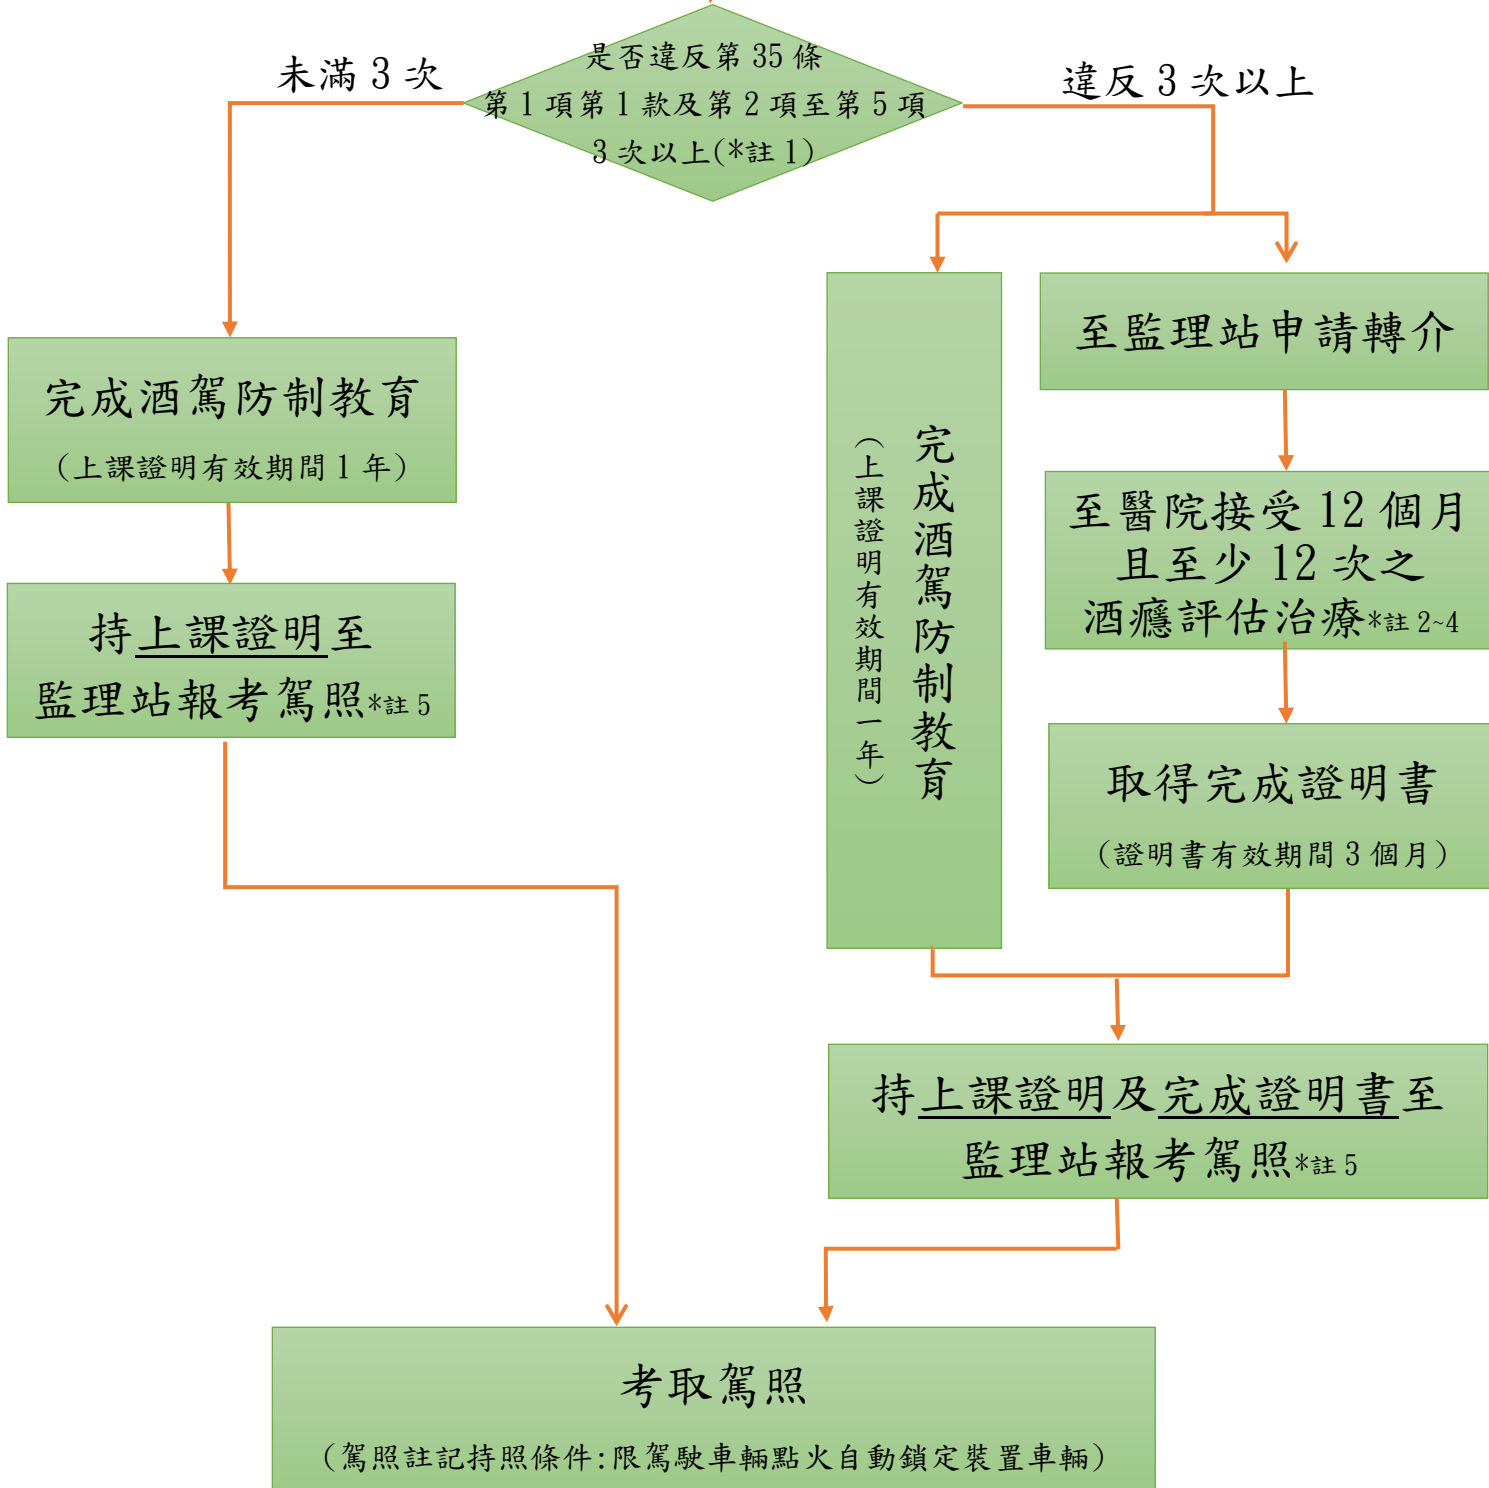 是否違反第 35 條
第 1 項第 1 款及第 2 項至第 5 項
3 次以上(*註 1)
未滿 3 次
違反 3 次以上
完成酒駕防制教育
(上課證明有效期間 1 年)
持上課證明至
監理站報考駕照*註 5
完成酒駕防制教育
(上課證明有效期間一年)
至監理站申請轉介
至醫院接受 12 個月
且至少 12 次之
酒癮評估治療*註 2~4
取得完成證明書
(證明書有效期間 3 個月)
持上課證明及完成證明書至
監理站報考駕照*註 5
考取駕照
(駕照註記持照條件:限駕駛車輛點火自動鎖定裝置車輛)